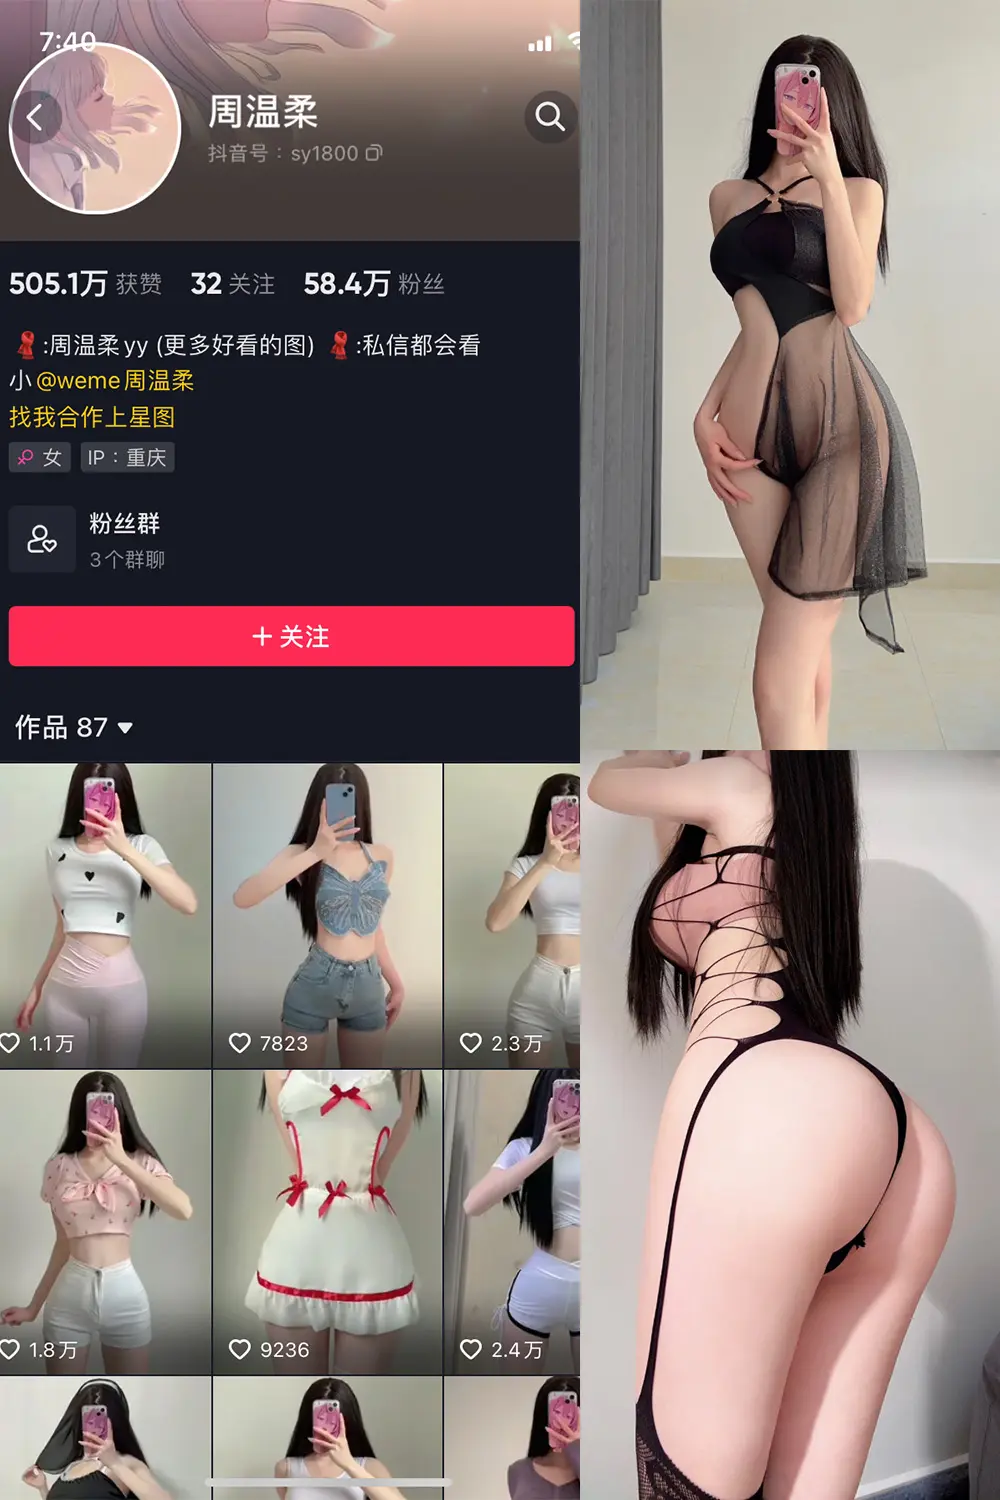 7:40
周温柔
抖音号：sy1800
505.1万 获赞 32 关注 58.4万 粉丝
:周温柔yy (更多好看的图) :私信都会看
小@weme周温柔
找我合作上星图
女 IP：重庆
粉丝群
3个群聊
+ 关注
作品 87
1.1万 7823 2.3万
1.8万 9236 2.4万